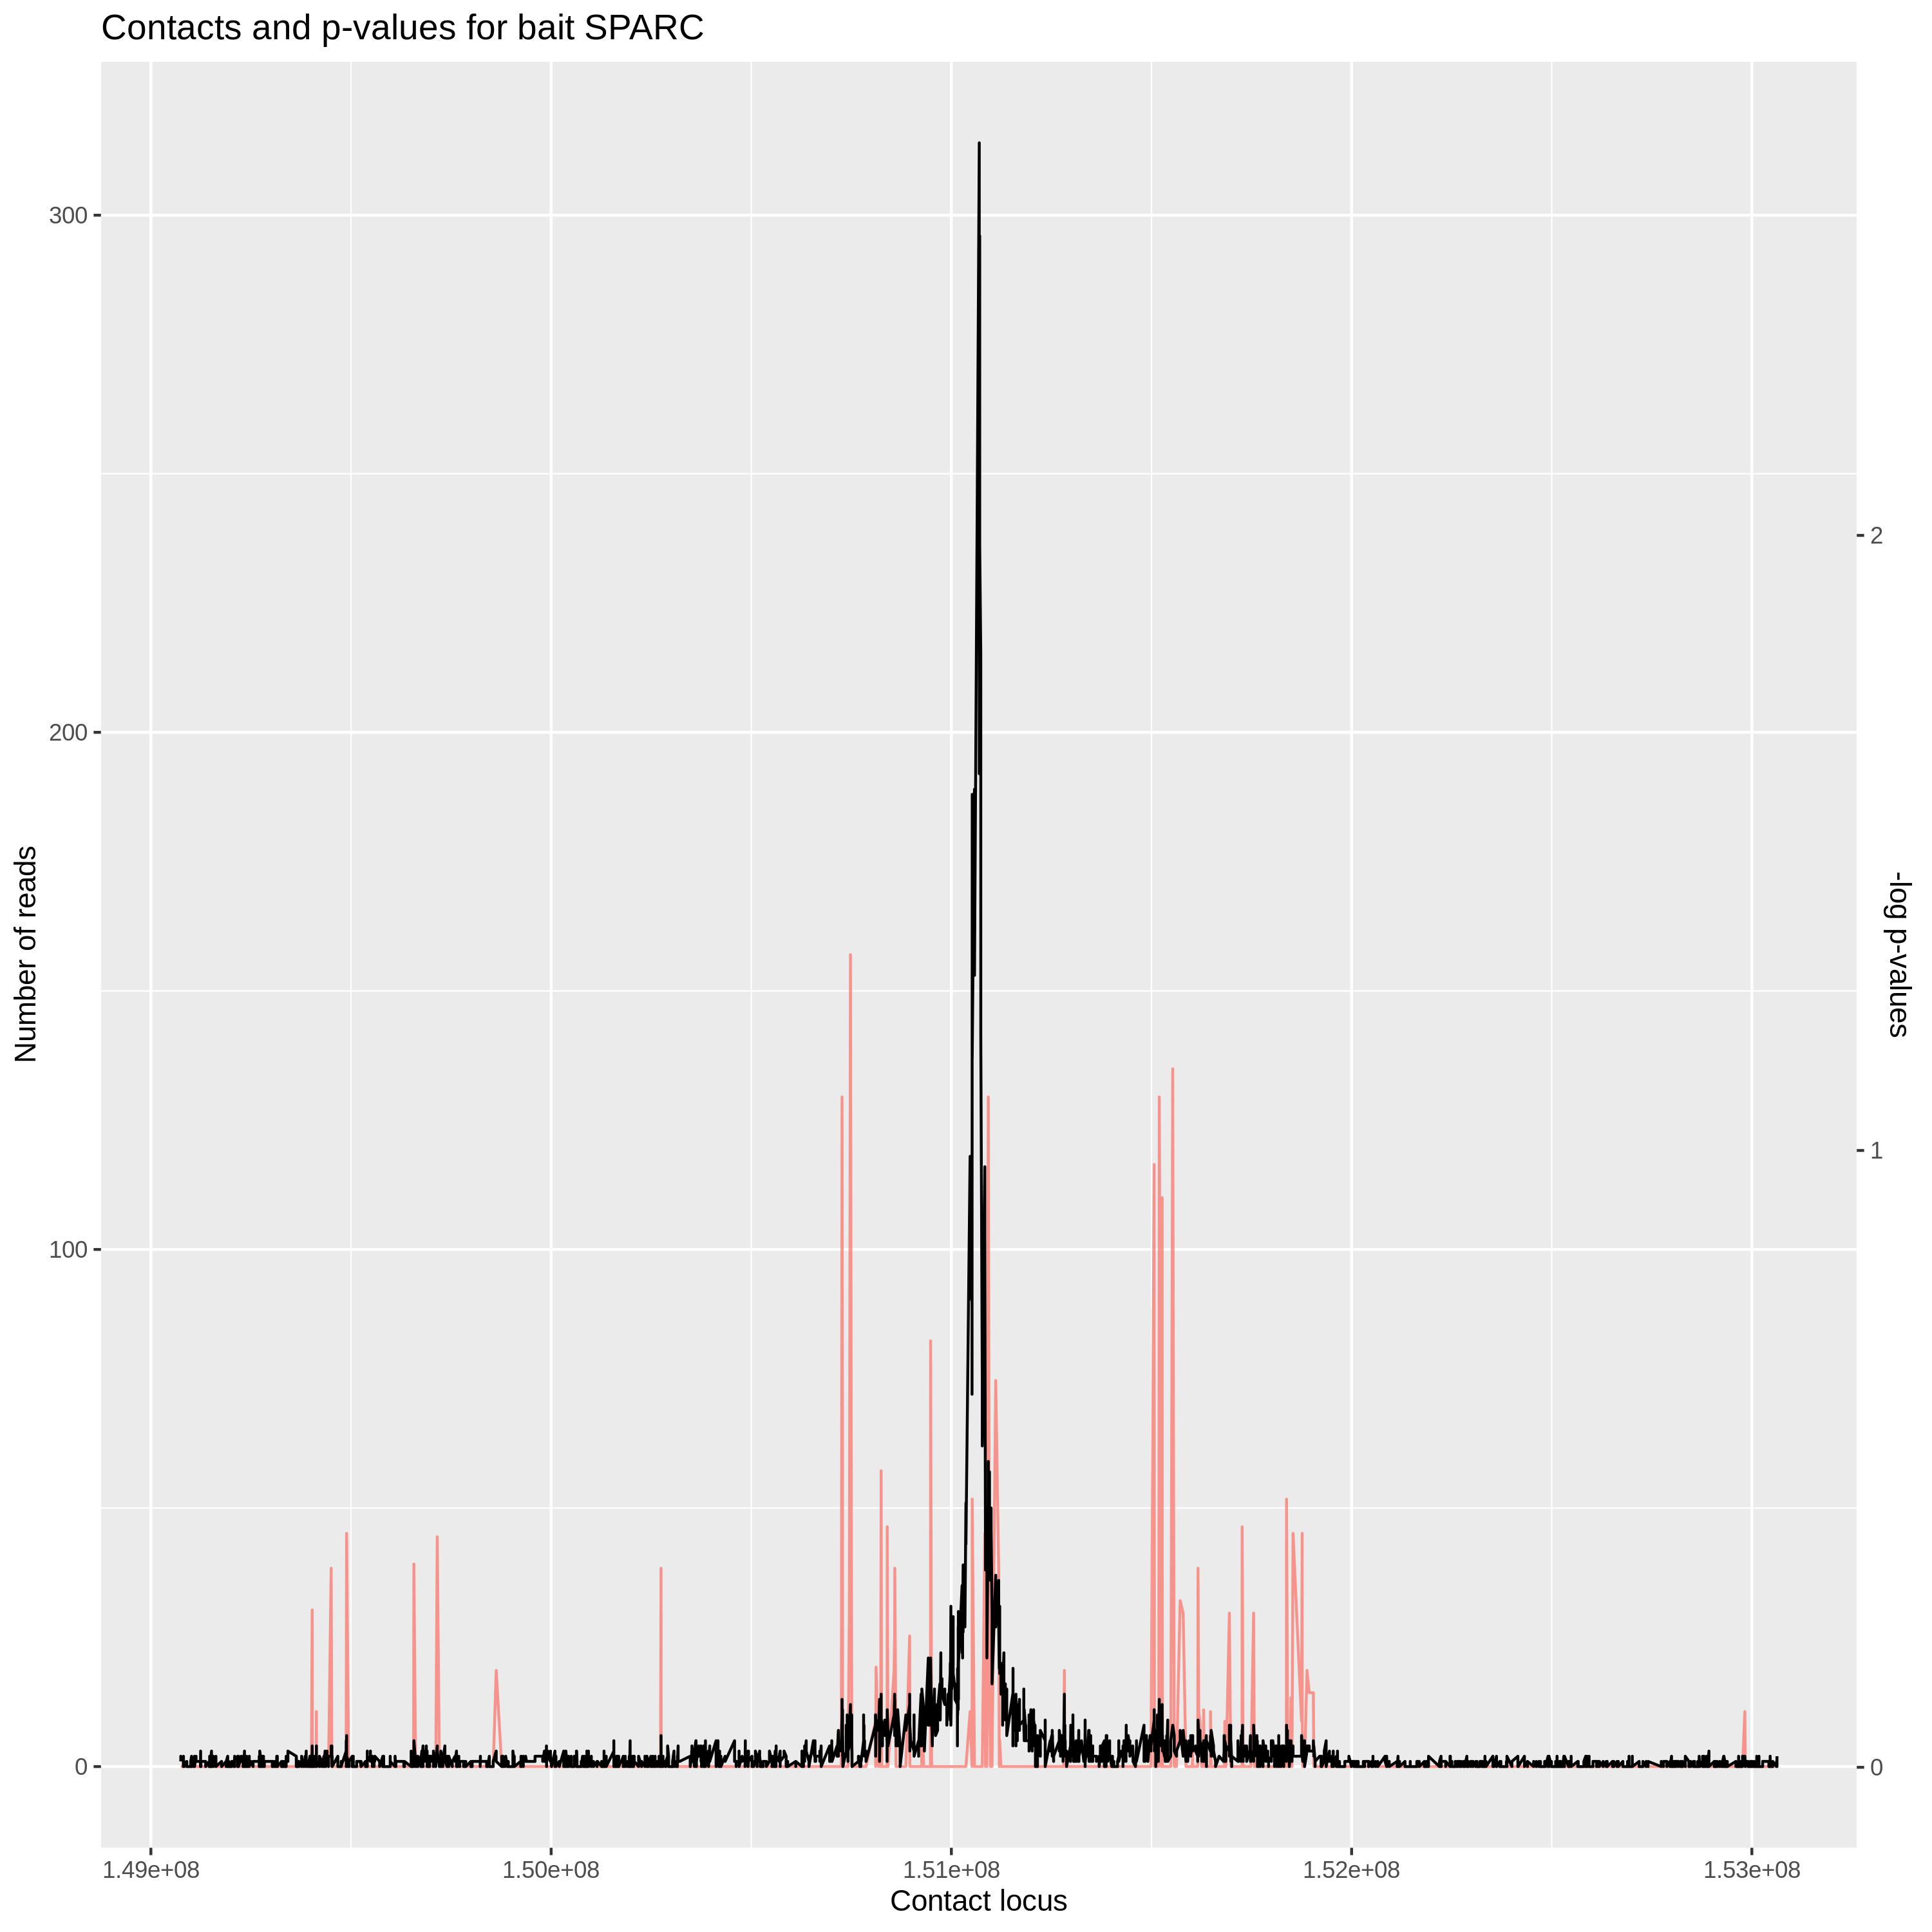 Contacts and p-values for bait SPARC
300
200
100
0
Number of reads
2
1
0
-log p-values
1.49e+08
1.50e+08
1.51e+08
1.52e+08
1.53e+08
Contact locus